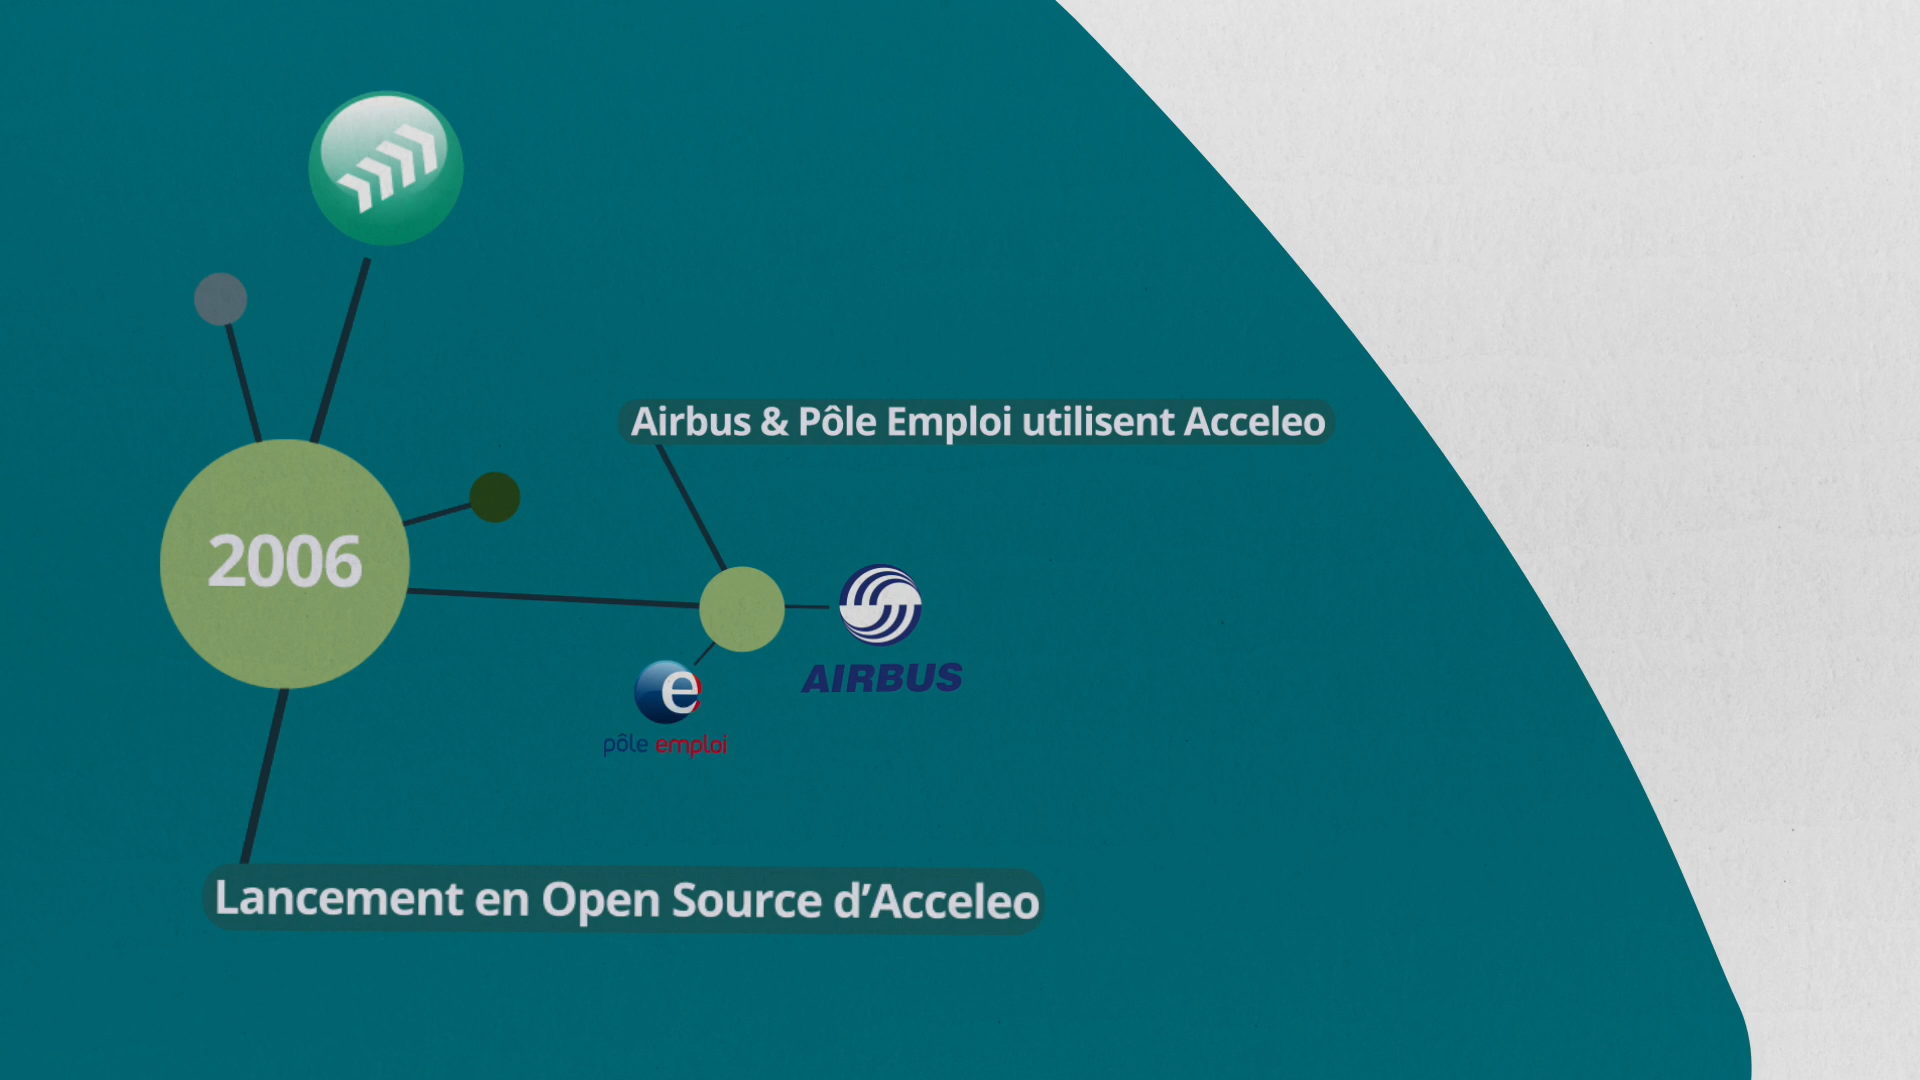 Airbus & Pôle Emploi utilisent Acceleo
2006
AIRBUS
e
pôle emploi
Lancement en Open Source d’Acceleo